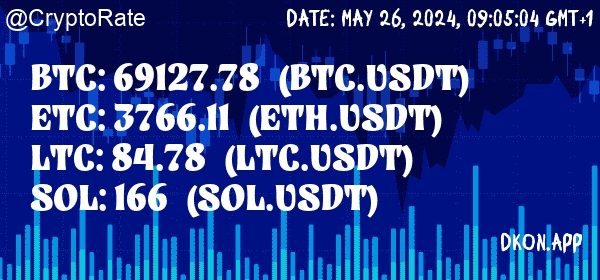 @CryptoRate
DATE: MAY 26, 2024, 09:05:04 GMT+1
BTC: 69127.78 (BTC.USDT)
ETC: 3766.11 (ETH.USDT)
LTC: 84.78 (LTC.USDT)
SOL: 166 (SOL.USDT)
DKON.APP